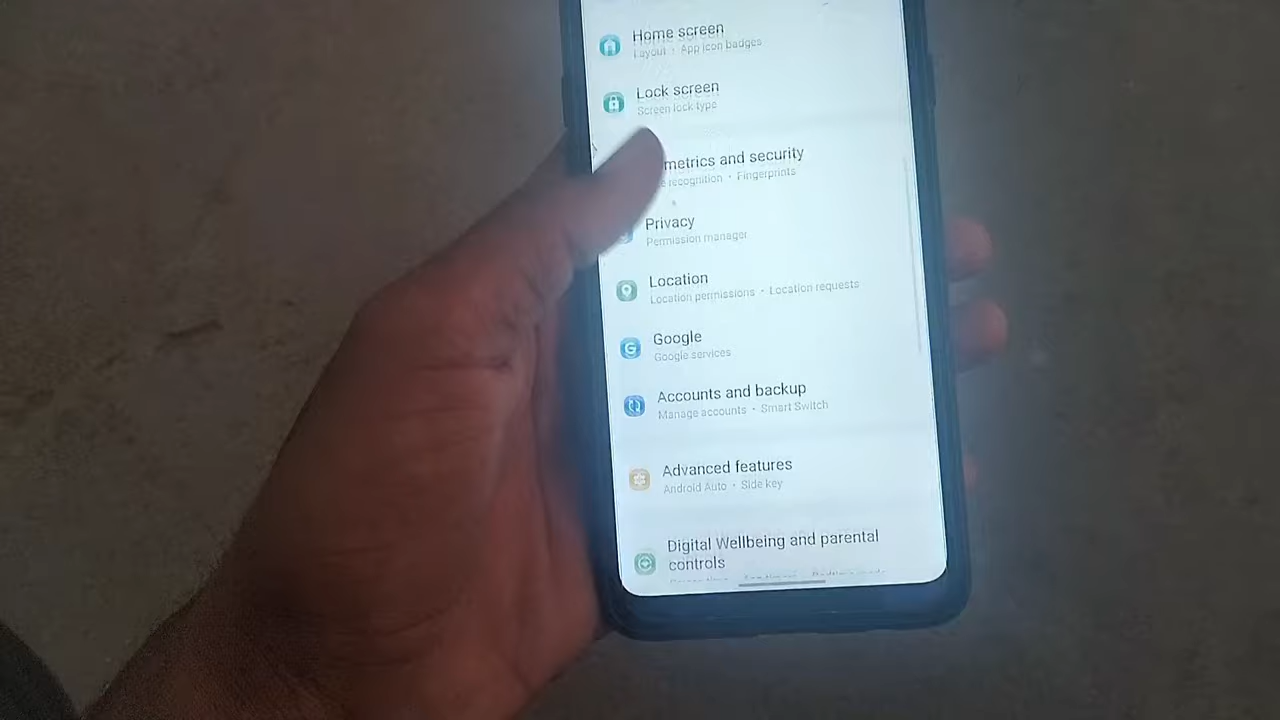 Home screen
Layout • App icon badges
Lock screen
Screen lock type
metrics and security
recognition • Fingerprints
Privacy
Permission manager
Location
Location permissions • Location requests
Google
Google services
Accounts and backup
Manage accounts • Smart Switch
Advanced features
Android Auto • Side key
Digital Wellbeing and parental
controls